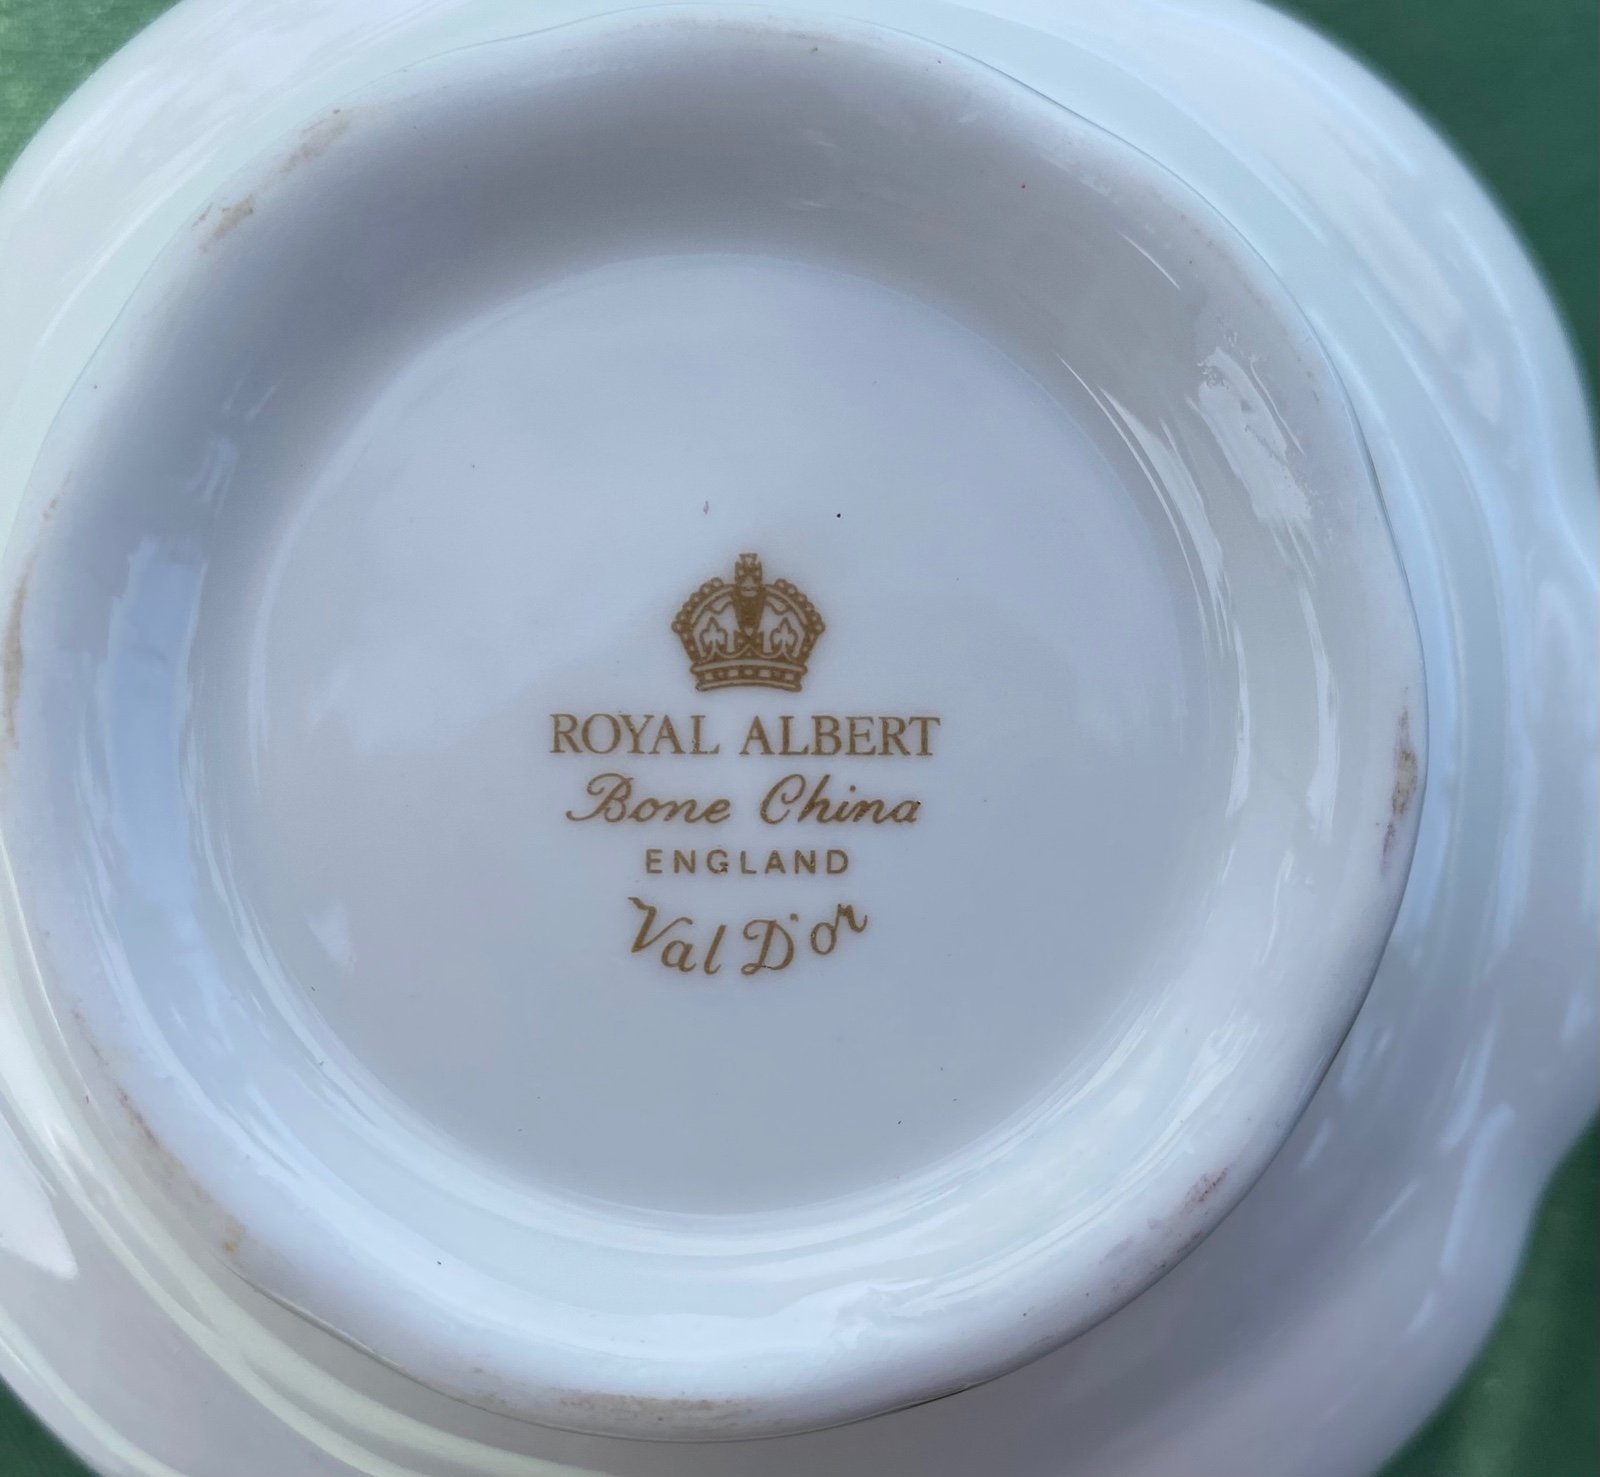 ROYAL ALBERT
Bone China
ENGLAND
Val D'or